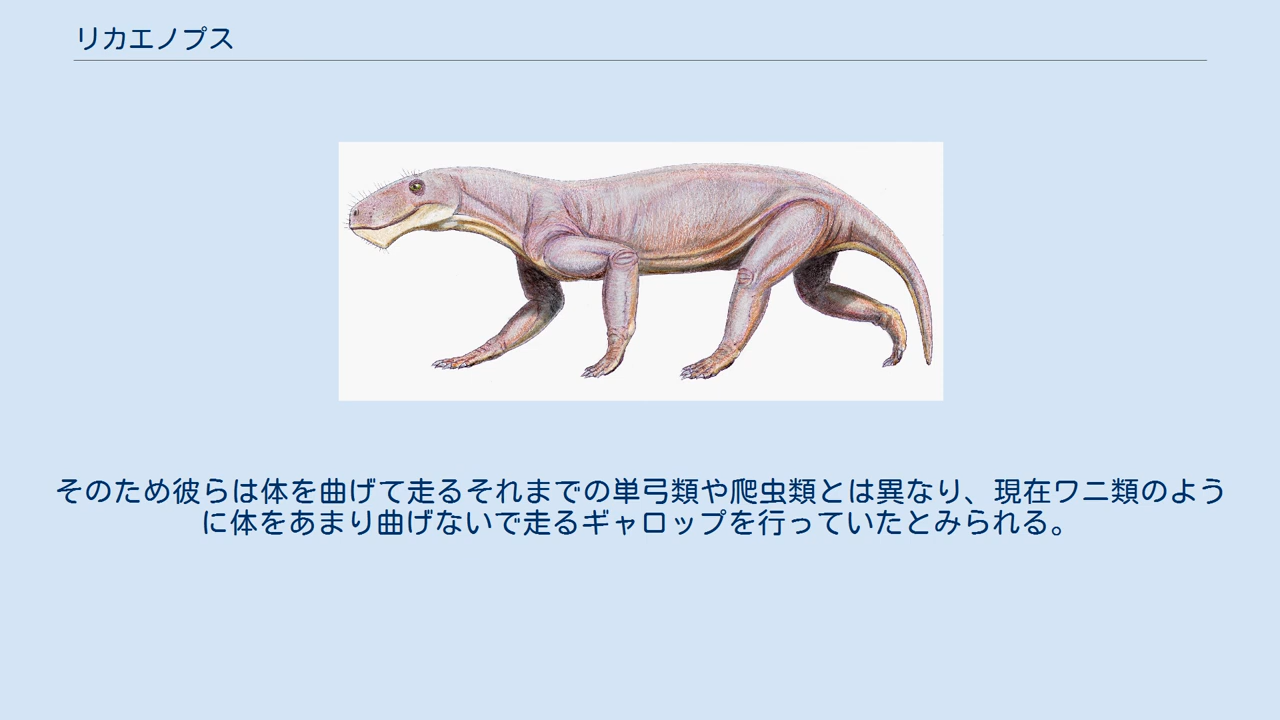 リカエノプス
そのため彼らは体を曲げて走るそれまでの単弓類や爬虫類とは異なり、現在ワニ類のよう
に体をあまり曲げないで走るギャロップを行っていたとみられる。